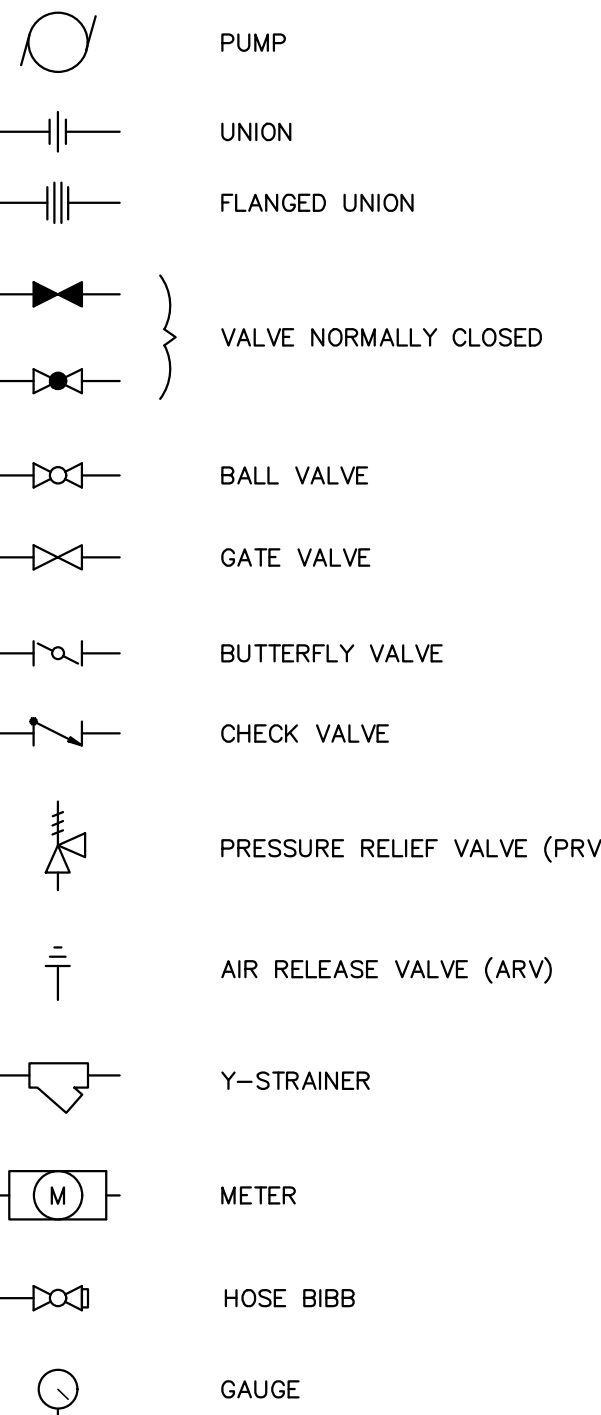 PUMP
UNION
FLANGED UNION
VALVE NORMALLY CLOSED
BALL VALVE
GATE VALVE
BUTTERFLY VALVE
CHECK VALVE
PRESSURE RELIEF VALVE (PRV
AIR RELEASE VALVE (ARV)
Y-STRAINER
M METER
HOSE BIBB
GAUGE